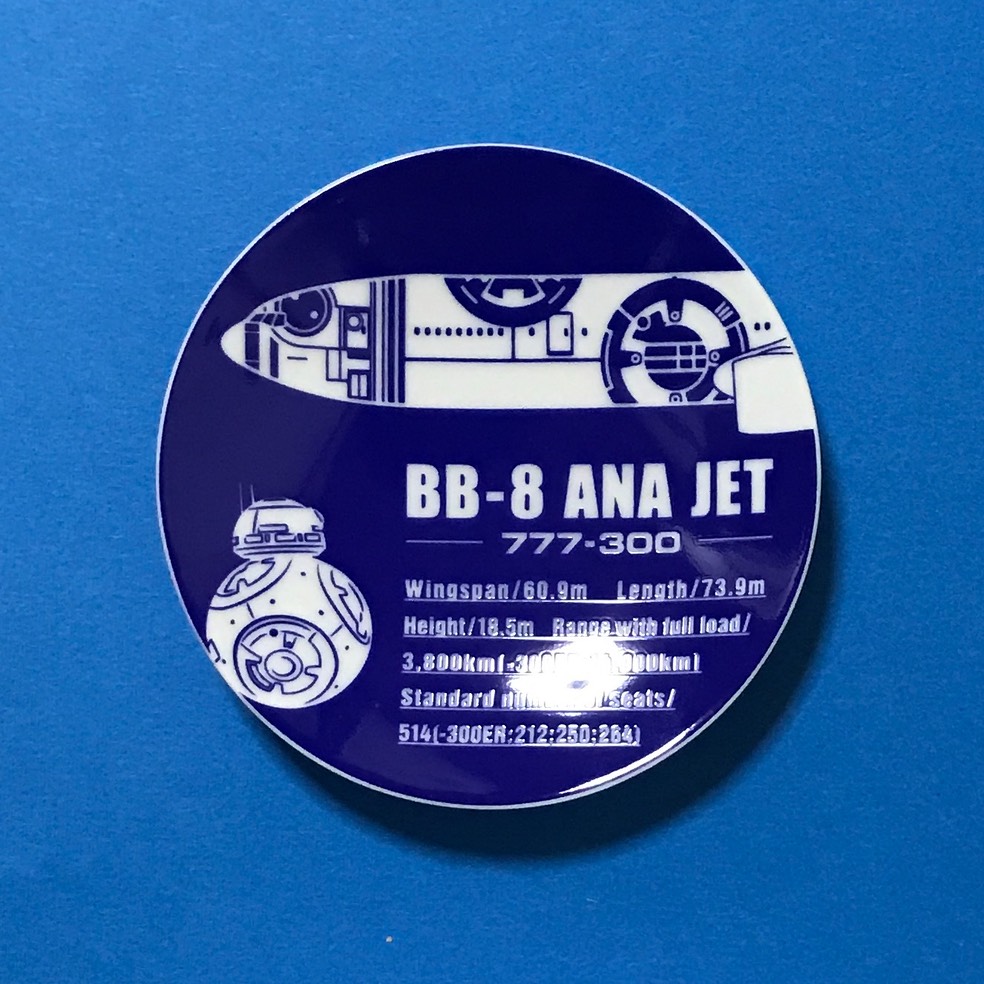 BB-8 ANA JET
777-300
Wingspan/60.9m Length/73.9m
Height/18.5m Range with full load/
3,800km(
Standard seats/
514(-300ER:212;250;264)